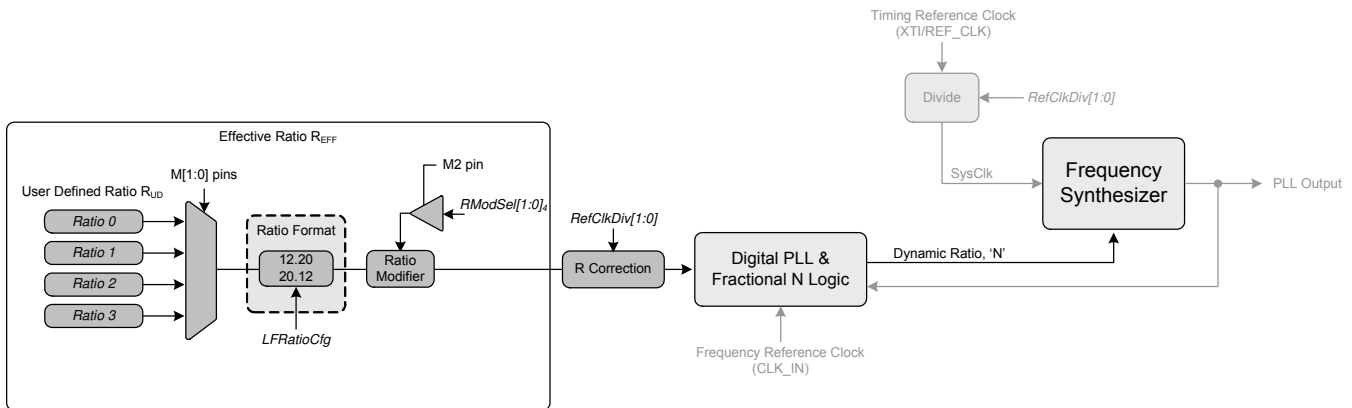 Timing Reference Clock
(XTI/REF_CLK)
Divide
RefClkDiv[1:0]
Effective Ratio REFF
M2 pin
M[1:0] pins
SysClk
Frequency
Synthesizer
PLL Output
User Defined Ratio RUD
RModSel[1:0]4
Ratio 0
RefClkDiv[1:0]
Ratio Format
Ratio 1
12.20
20.12
Ratio
Modifier
R Correction
Digital PLL &
Fractional N Logic
Dynamic Ratio, ‘N’
Ratio 2
Ratio 3
LFRatioCfg
Frequency Reference Clock
(CLK_IN)